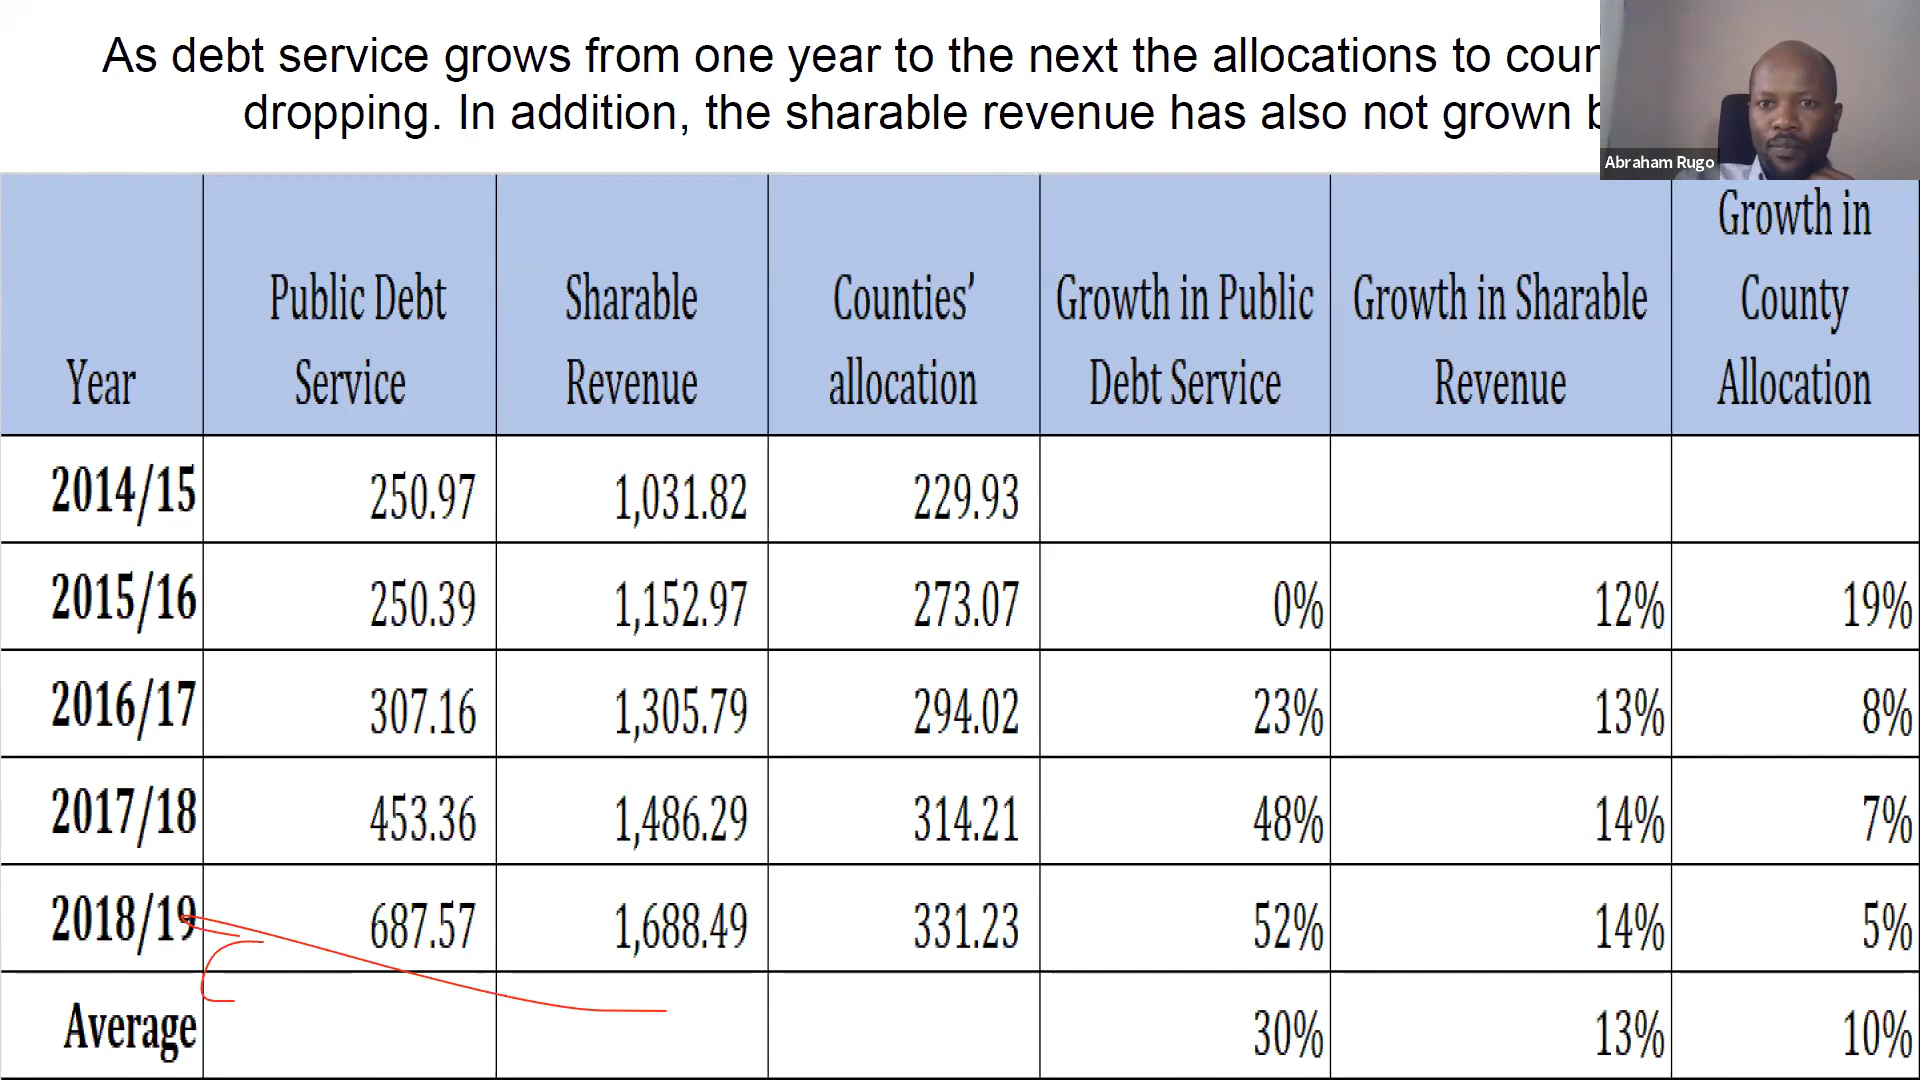 As debt service grows from one year to the next the allocations to
dropping. In addition, the sharable revenue has also not grown
Abraham Rugo
Year Public Debt Service Sharable Revenue Counties’ allocation Growth in Public Debt Service Growth in Sharable Revenue Growth in County Allocation
2014/15 250.97 1,031.82 229.93
2015/16 250.39 1,152.97 273.07 0% 12% 19%
2016/17 307.16 1,305.79 294.02 23% 13% 8%
2017/18 453.36 1,486.29 314.21 48% 14% 7%
2018/19 687.57 1,688.49 331.23 52% 14% 5%
Average 30% 13% 10%